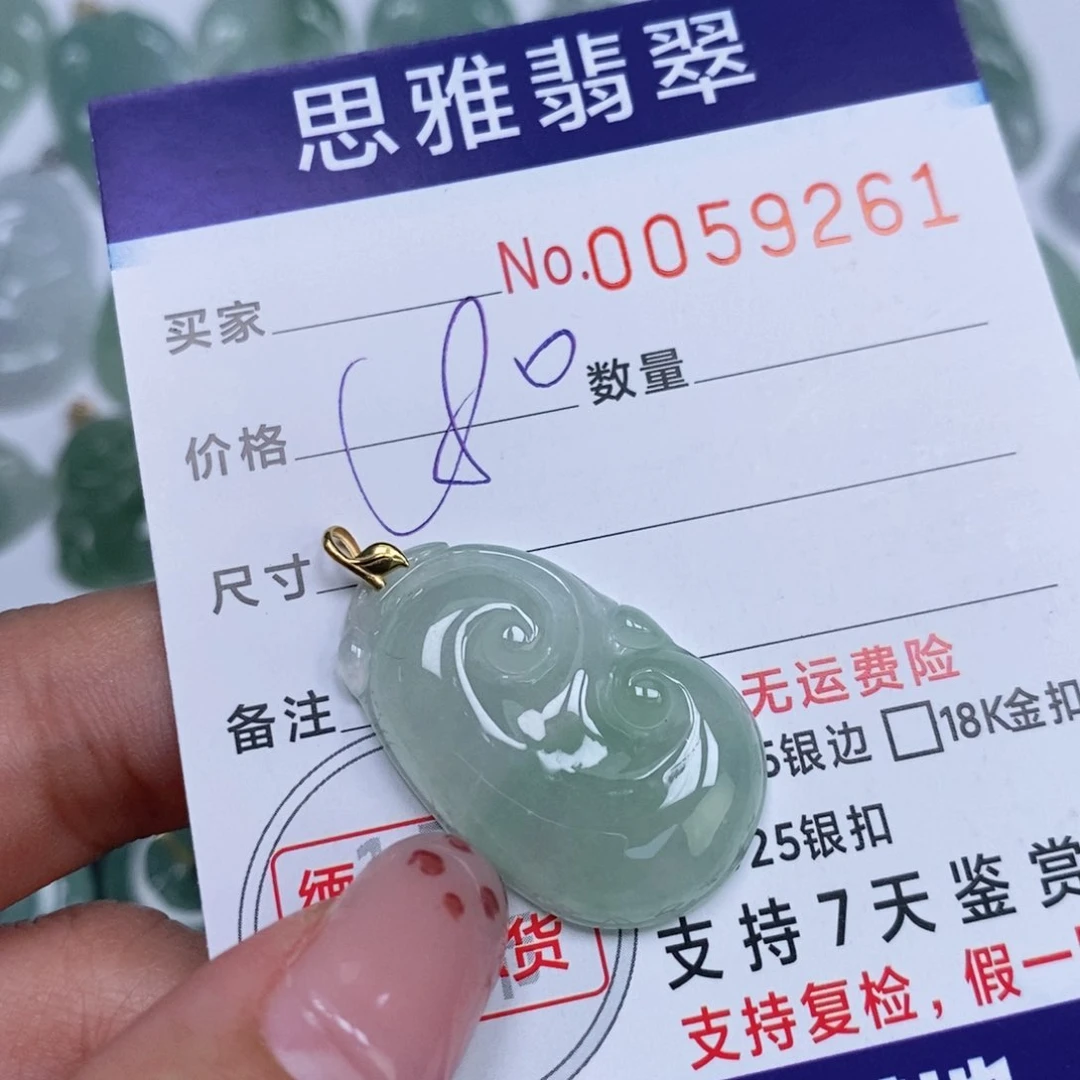 思雅翡翠
No.0059261
买家
价格 数量
尺寸
备注
无运费险
5银边 □18K金扣
25银扣
支持7天鉴赏
货
支持复检，假一